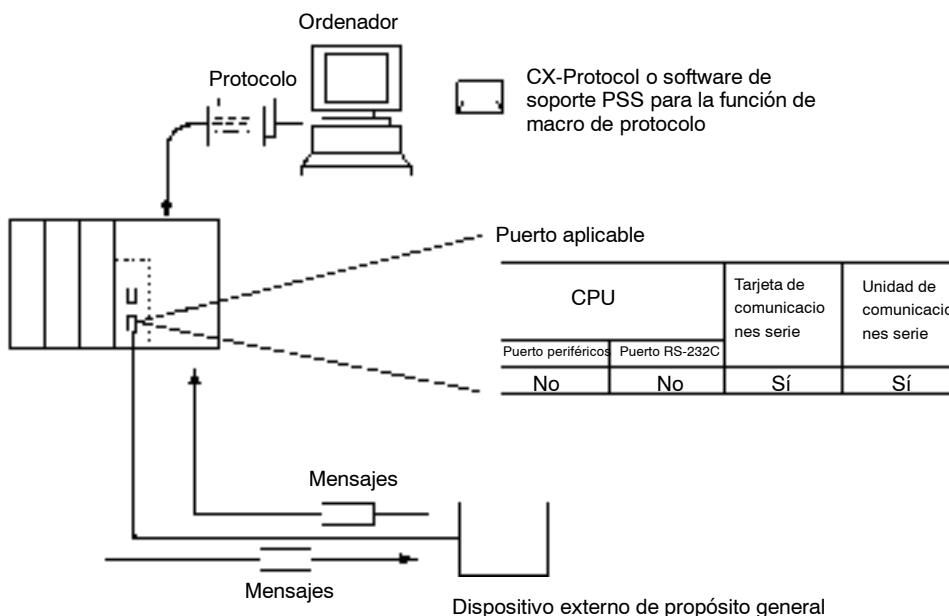 Ordenador
Protocolo
CX-Protocol o software de
soporte PSS para la función de
macro de protocolo
Puerto aplicable
CPU
Tarjeta de
comunicacio
nes serie
Unidad de
comunicacio
nes serie
Puerto periféricos
Puerto RS-232C
No
No
Sí
Sí
Mensajes
Mensajes
Dispositivo externo de propósito general